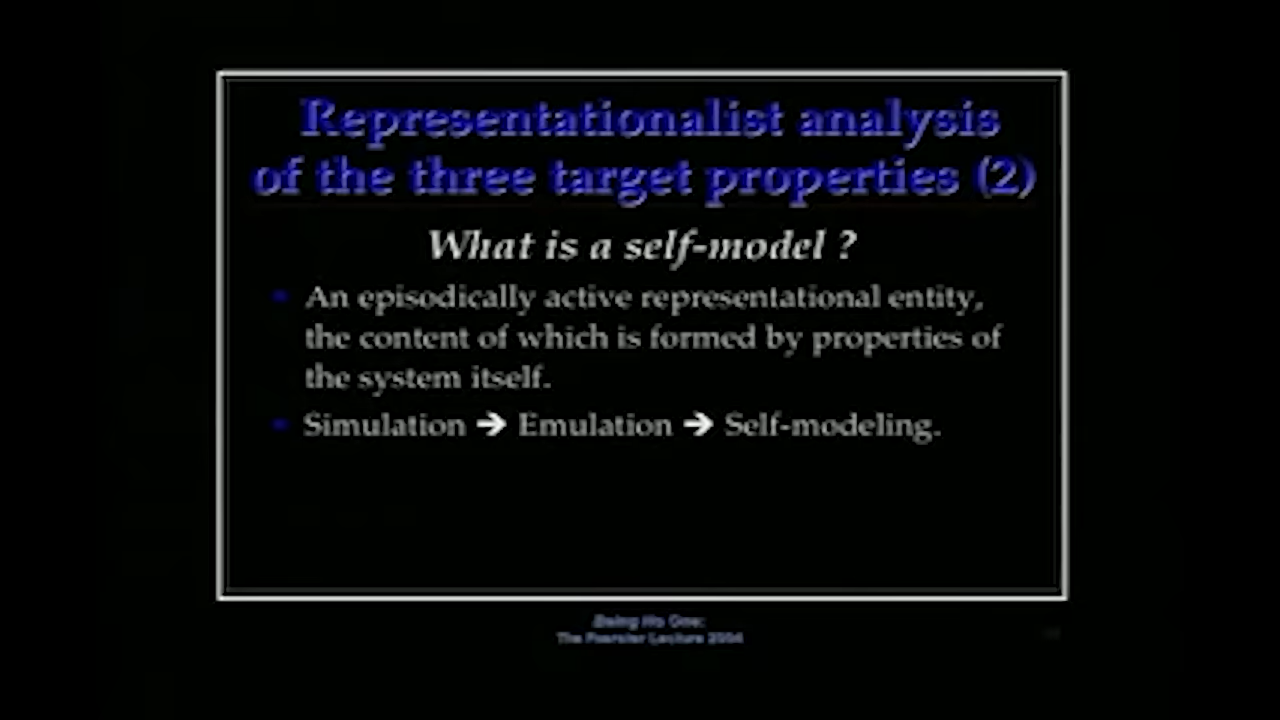 Representationalist analysis
of the three target properties (2)
What is a self-model ?
An episodically active representational entity,
the content of which is formed by properties of
the system itself.
Simulation ➔ Emulation ➔ Self-modeling.
Being No One:
The Foerster Lecture 2004